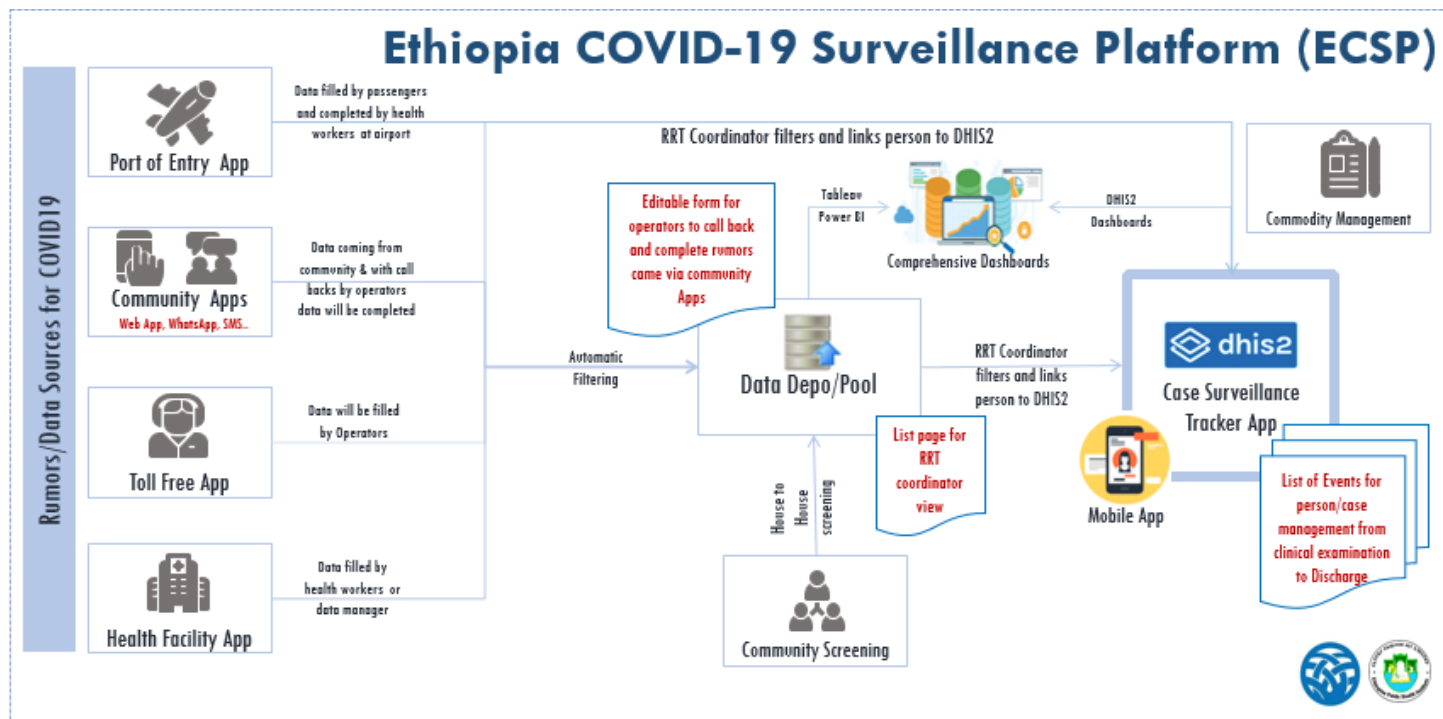 Ethiopia COVID-19 Surveillance Platform (ECSP)
Rumors/Data Sources for COVID19
Port of Entry App
Data filled by passengers
and completed by health
workers at airport
RRT Coordinator filters and links person to DHIS2
Community Apps
Web App, WhatsApp, SMS...
Data coming from
community & with call
backs by operators
data will be completed
Toll Free App
Data will be filled
by Operators
Health Facility App
Data filled by
health workers or
data manager
Automatic
Filtering
Editable form for
operators to call back
and complete rumors
came via community
Apps
Tableav
Power BI
DHIS2
Dashboards
Comprehensive Dashboards
Data Depo/Pool
List page for
RRT
coordinator
view
House to
House
screening
Community Screening
RRT Coordinator
filters and links
person to DHIS2
Commodity Management
dhis2
Case Surveillance
Tracker App
Mobile App
List of Events for
person/case
management from
clinical examination
to Discharge